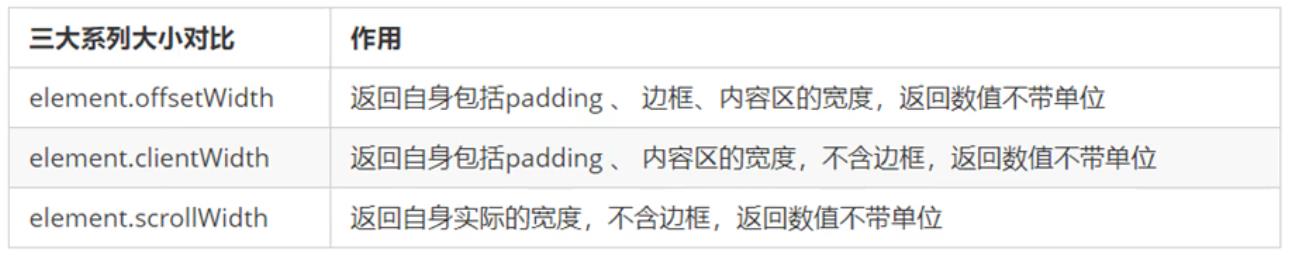 三大系列大小对比 作用
element.offsetWidth 返回自身包括padding 、 边框、内容区的宽度，返回数值不带单位
element.clientWidth 返回自身包括padding 、 内容区的宽度，不含边框，返回数值不带单位
element.scrollWidth 返回自身实际的宽度，不含边框，返回数值不带单位